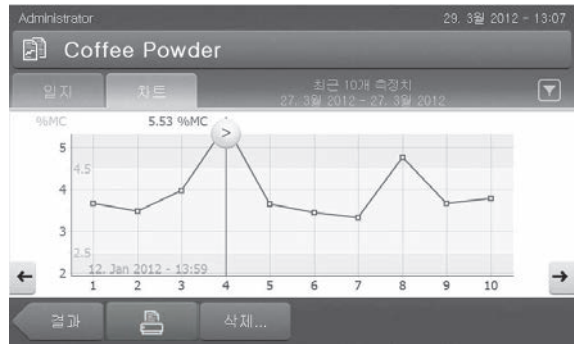 Administrator
29. 3월 2012 - 13:07
Coffee Powder
일지
차트
최근 10개 측정치
27. 3월 2012 - 27. 3월 2012
%MC
5.53 %MC
>
5
4.5
4
3
2.5
2
12. Jan 2012 - 13:59
1 2 3 4 5 6 7 8 9 10
결과
삭제...